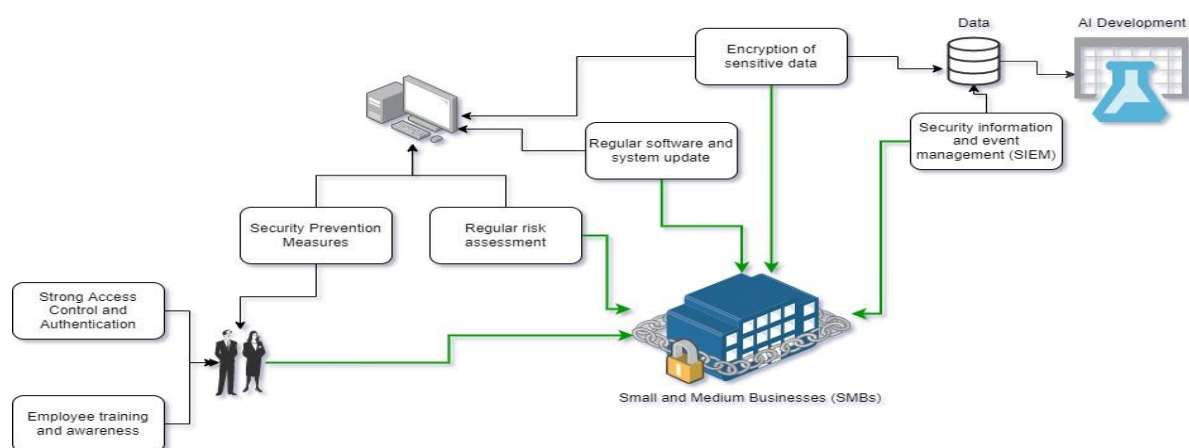 Data
AI Development
Encryption of
sensitive data
Security information
and event
management (SIEM)
Regular software and
system update
Security Prevention
Measures
Regular risk
assessment
Strong Access
Control and
Authentication
Small and Medium Businesses (SMBs)
Employee training
and awareness